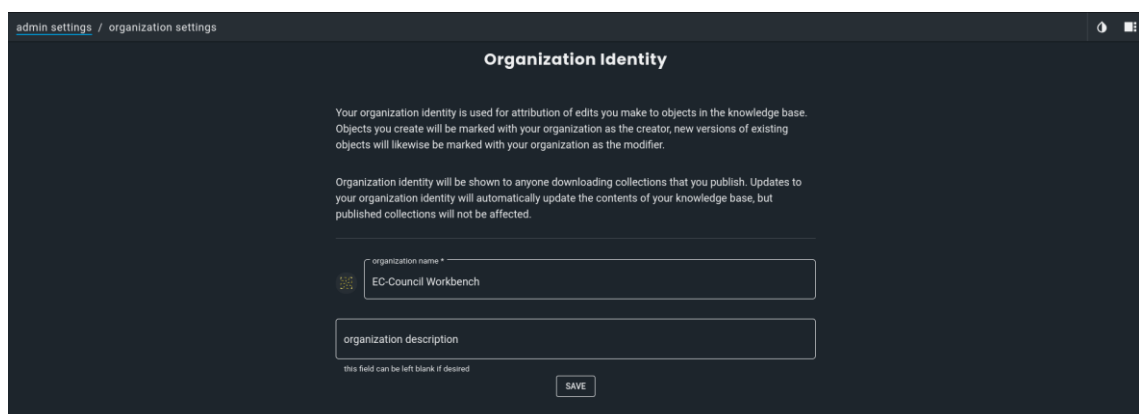 admin settings / organization settings
Organization Identity
Your organization identity is used for attribution of edits you make to objects in the knowledge base.
Objects you create will be marked with your organization as the creator, new versions of existing
objects will likewise be marked with your organization as the modifier.
Organization identity will be shown to anyone downloading collections that you publish. Updates to
your organization identity will automatically update the contents of your knowledge base, but
published collections will not be affected.
organization name *
EC-Council Workbench
organization description
this field can be left blank if desired
SAVE